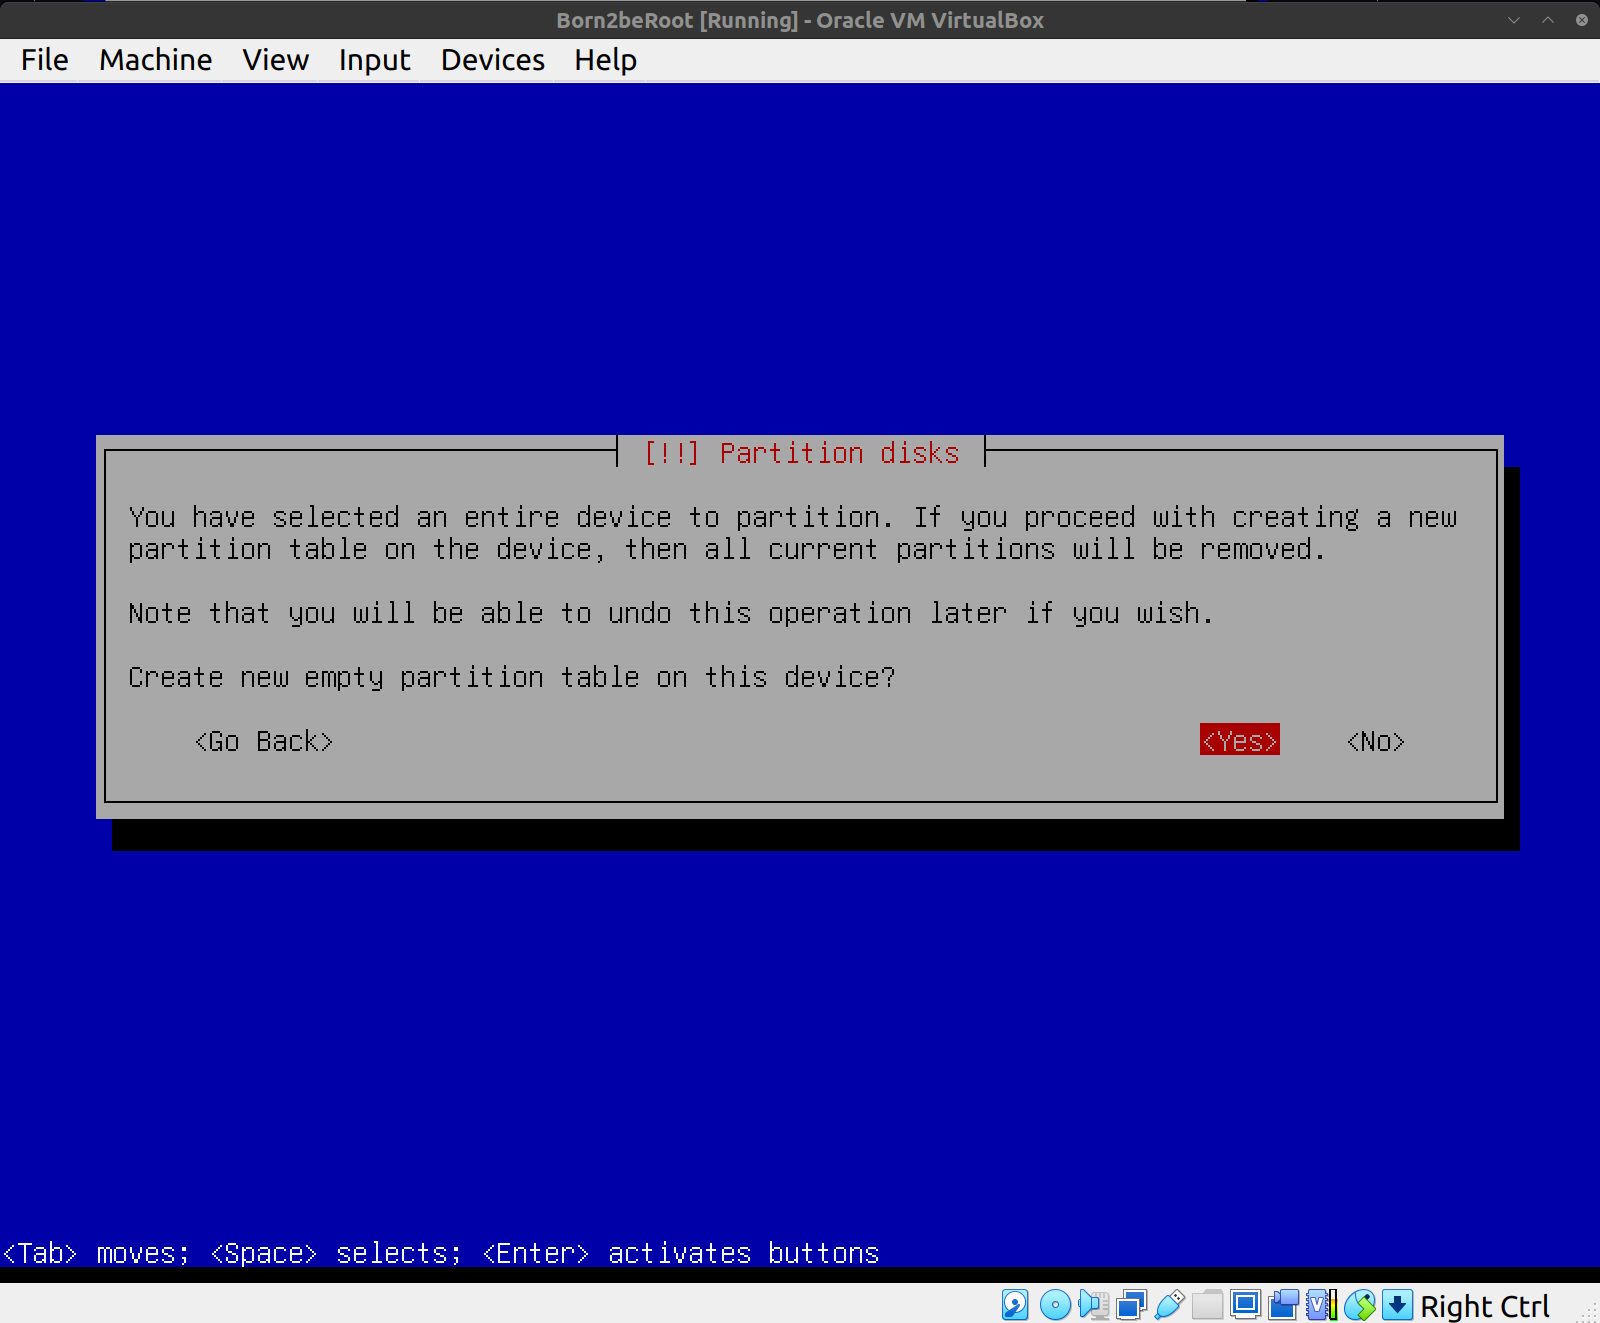 Born2beRoot [Running] - Oracle VM VirtualBox
File Machine View Input Devices Help
[!!] Partition disks
You have selected an entire device to partition. If you proceed with creating a new
partition table on the device, then all current partitions will be removed.
Note that you will be able to undo this operation later if you wish.
Create new empty partition table on this device?
<Go Back> <Yes> <No>
<Tab> moves; <Space> selects; <Enter> activates buttons
Right Ctrl